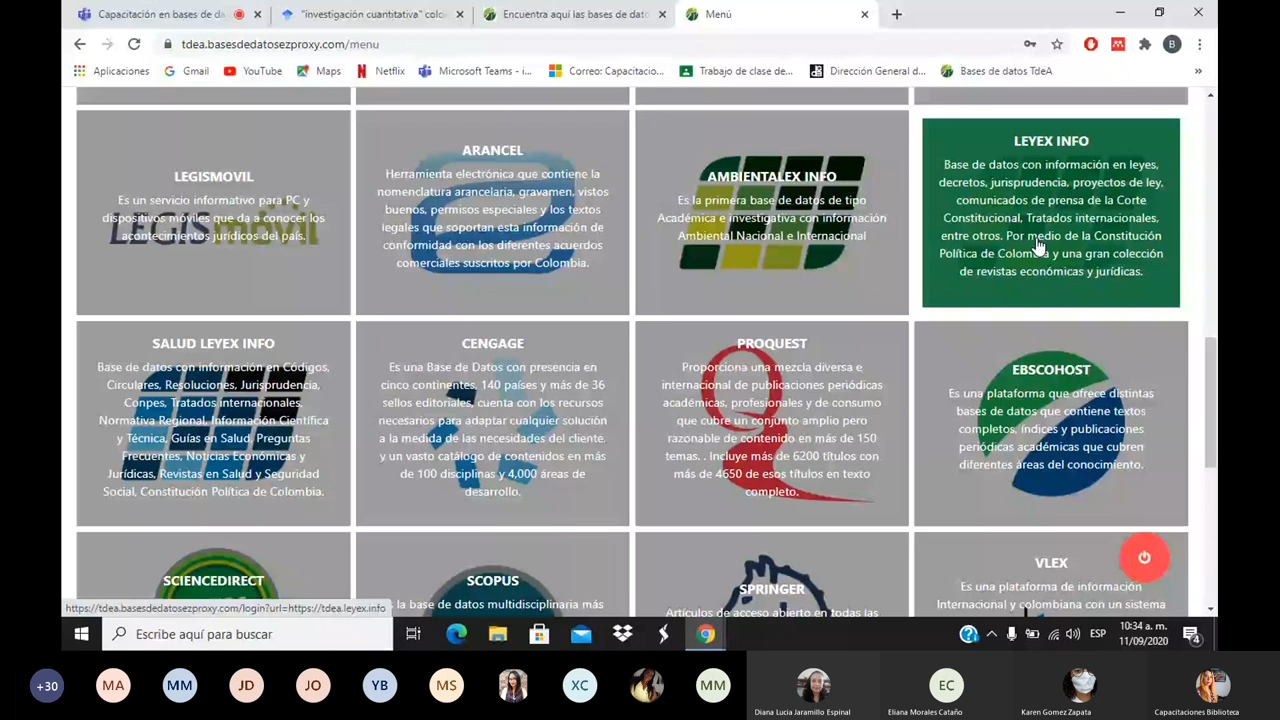 Capacitación en bases de da
"investigación cuantitativa" colo
Encuentra aquí las bases de dato
Menú
tdea.basesdedatosezproxy.com/menu
B
Aplicaciones
Gmail
YouTube
Maps
Netflix
Microsoft Teams - i...
Correo: Capacitacio...
Trabajo de clase de...
Dirección General d...
Bases de datos TdeA
»
LEGISMOVIL
Es un servicio informativo para PC y
dispositivos móviles que da a conocer los
acontecimientos jurídicos del país.
ARANCEL
Herramienta electrónica que contiene la
nomenclatura arancelaria, gravamen, vistos
buenos, permisos especiales y los textos
legales que soportan esta información de
conformidad con los diferentes acuerdos
comerciales suscritos por Colombia.
AMBIENTALEX INFO
Es la primera base de datos de tipo
Académica e investigativa con información
Ambiental Nacional e Internacional
LEYEX INFO
Base de datos con información en leyes,
decretos, jurisprudencia, proyectos de ley,
comunicados de prensa de la Corte
Constitucional, Tratados internacionales,
entre otros. Por medio de la Constitución
Política de Colombia y una gran colección
de revistas económicas y jurídicas.
SALUD LEYEX INFO
Base de datos con información en Códigos,
Circulares, Resoluciones, Jurisprudencia,
Conpes, Tratados internacionales,
Normativa Regional, Información Científica
y Técnica, Guías en Salud, Preguntas
Frecuentes, Noticias Económicas y
Jurídicas, Revistas en Salud y Seguridad
Social, Constitución Política de Colombia.
CENGAGE
Es una Base de Datos con presencia en
cinco continentes, 140 países y más de 36
sellos editoriales, cuenta con los recursos
necesarios para adaptar cualquier solución
a la medida de las necesidades del cliente.
y un vasto catálogo de contenidos en más
de 100 disciplinas y 4,000 áreas de
desarrollo.
PROQUEST
Proporciona una mezcla diversa e
internacional de publicaciones periódicas
académicas, profesionales y de consumo
que cubre un conjunto amplio pero
razonable de contenido en más de 150
temas. . Incluye más de 6200 títulos con
más de 4650 de esos títulos en texto
completo.
EBSCOHOST
Es una plataforma que ofrece distintas
bases de datos que contiene textos
completos, índices y publicaciones
periódicas académicas que cubren
diferentes áreas del conocimiento.
SCIENCEDIRECT
SCOPUS
s la base de datos multidisciplinaria más
SPRINGER
Artículos de acceso abierto en todas las
VLEX
Es una plataforma de información
Internacional y colombiana con un sistema
https://tdea.basesdedatosezproxy.com/login?url=https://tdea.leyex.info
Escribe aquí para buscar
ESP
10:34 a. m.
11/09/2020
4
+30
MA
MM
JD
JO
YB
MS
XC
MM
EC
Diana Lucia Jaramillo Espinal
Eliana Morales Cataño
Karen Gomez Zapata
Capacitaciones Biblioteca